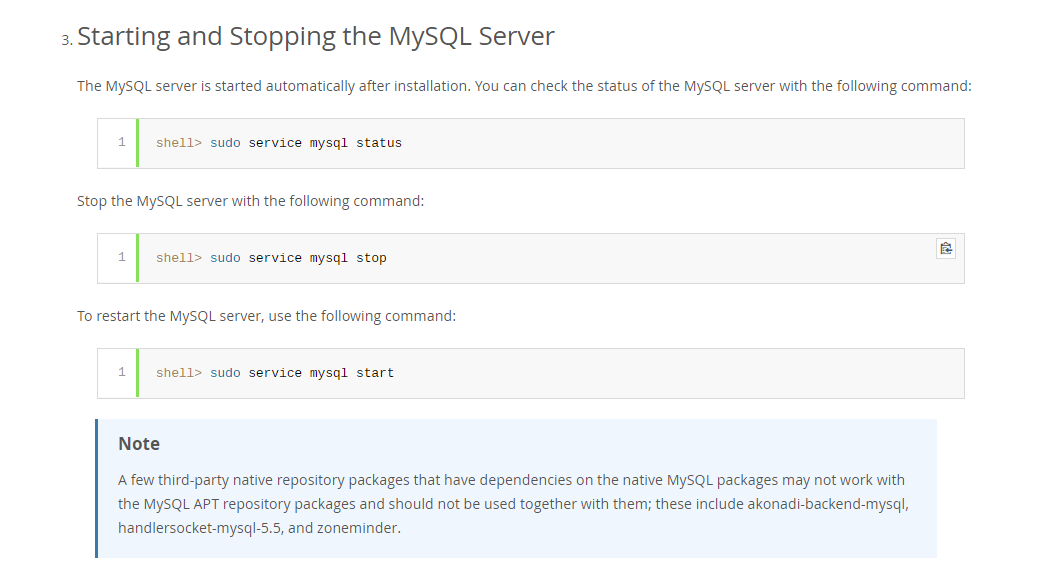 3. Starting and Stopping the MySQL Server
The MySQL server is started automatically after installation. You can check the status of the MySQL server with the following command:
1 shell> sudo service mysql status
Stop the MySQL server with the following command:
1 shell> sudo service mysql stop
To restart the MySQL server, use the following command:
1 shell> sudo service mysql start
Note
A few third-party native repository packages that have dependencies on the native MySQL packages may not work with
the MySQL APT repository packages and should not be used together with them; these include akonadi-backend-mysql,
handlersocket-mysql-5.5, and zoneminder.